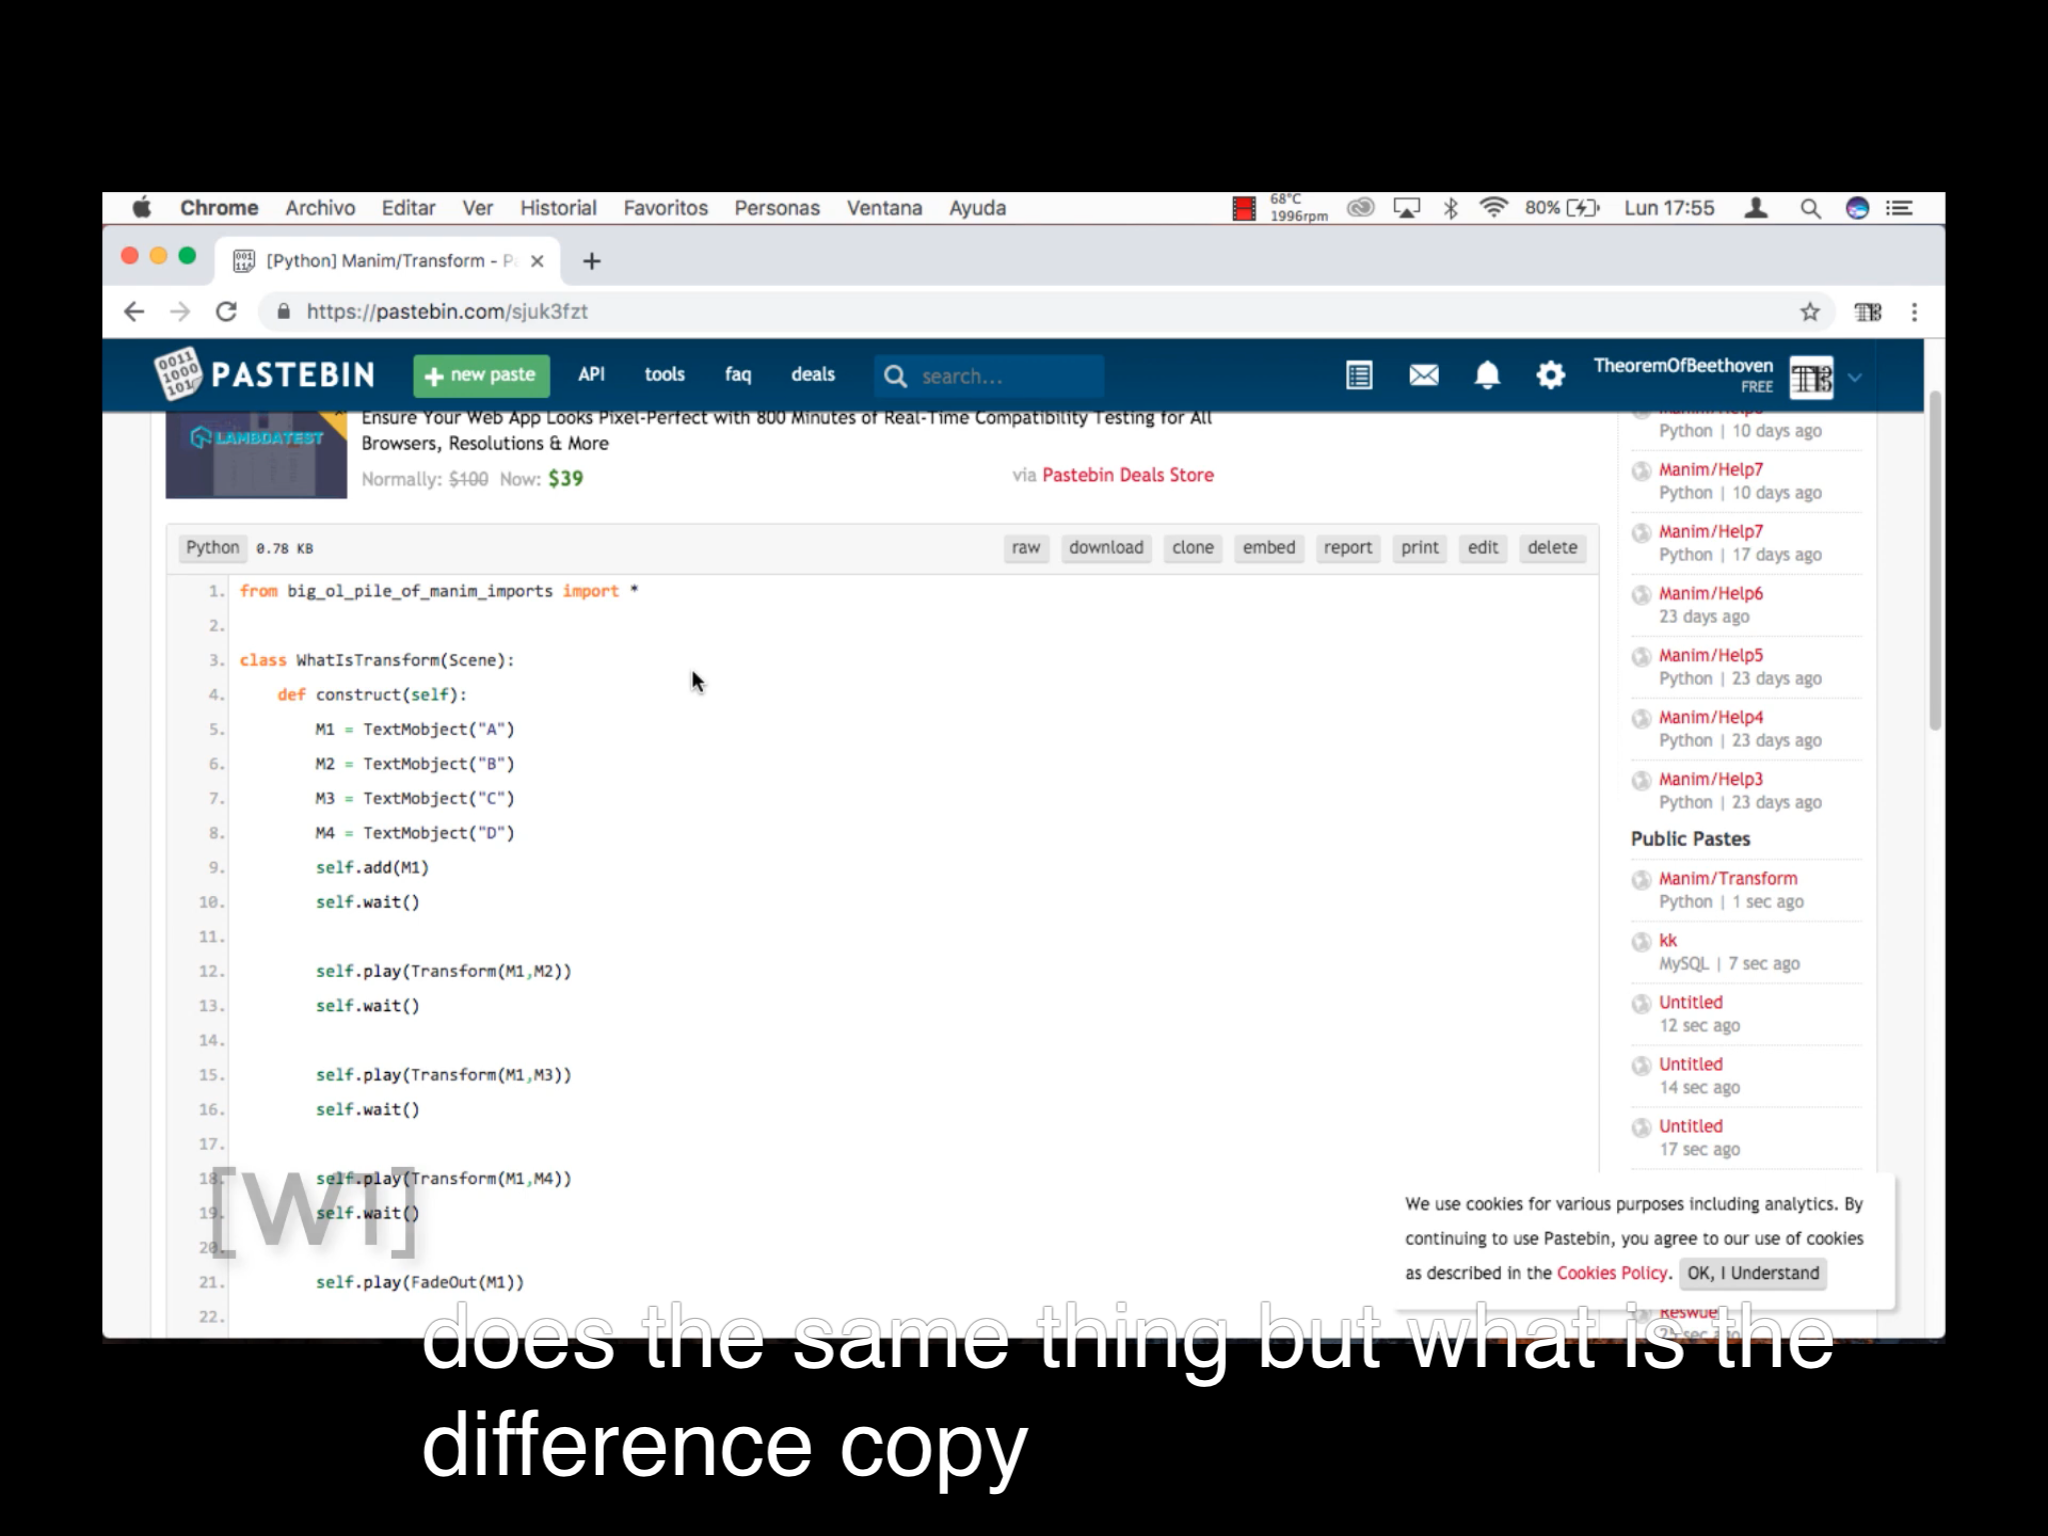 Chrome Archivo Editar Ver Historial Favoritos Personas Ventana Ayuda 68°C 1996rpm 80% Lun 17:55
[Python] Manim/Transform - P
https://pastebin.com/sjuk3fzt
PASTEBIN + new paste API tools faq deals search... TheoremOfBeethoven
FREE
Ensure Your Web App Looks Pixel-Perfect with 800 Minutes of Real-Time Compatibility Testing for All
LAMBDATEST
Browsers, Resolutions & More
Normally: $100 Now: $39 via Pastebin Deals Store
Python 0.78 KB raw download clone embed report print edit delete
1. from big_ol_pile_of_manim_imports import *
2.
3. class WhatIsTransform(Scene):
4. def construct(self):
5. M1 = TextMobject("A")
6. M2 = TextMobject("B")
7. M3 = TextMobject("C")
8. M4 = TextMobject("D")
9. self.add(M1)
10. self.wait()
11.
12. self.play(Transform(M1,M2))
13. self.wait()
14.
15. self.play(Transform(M1,M3))
16. self.wait()
17.
18. self.play(Transform(M1,M4))
19. self.wait()
20.
21. self.play(FadeOut(M1))
22.
[W1]
Python | 10 days ago
Manim/Help7
Python | 10 days ago
Manim/Help7
Python | 17 days ago
Manim/Help6
23 days ago
Manim/Help5
Python | 23 days ago
Manim/Help4
Python | 23 days ago
Manim/Help3
Python | 23 days ago
Public Pastes
Manim/Transform
Python | 1 sec ago
kk
MySQL | 7 sec ago
Untitled
12 sec ago
Untitled
14 sec ago
Untitled
17 sec ago
We use cookies for various purposes including analytics. By
continuing to use Pastebin, you agree to our use of cookies
as described in the Cookies Policy. OK, I Understand
does the same thing but what is the
difference copy